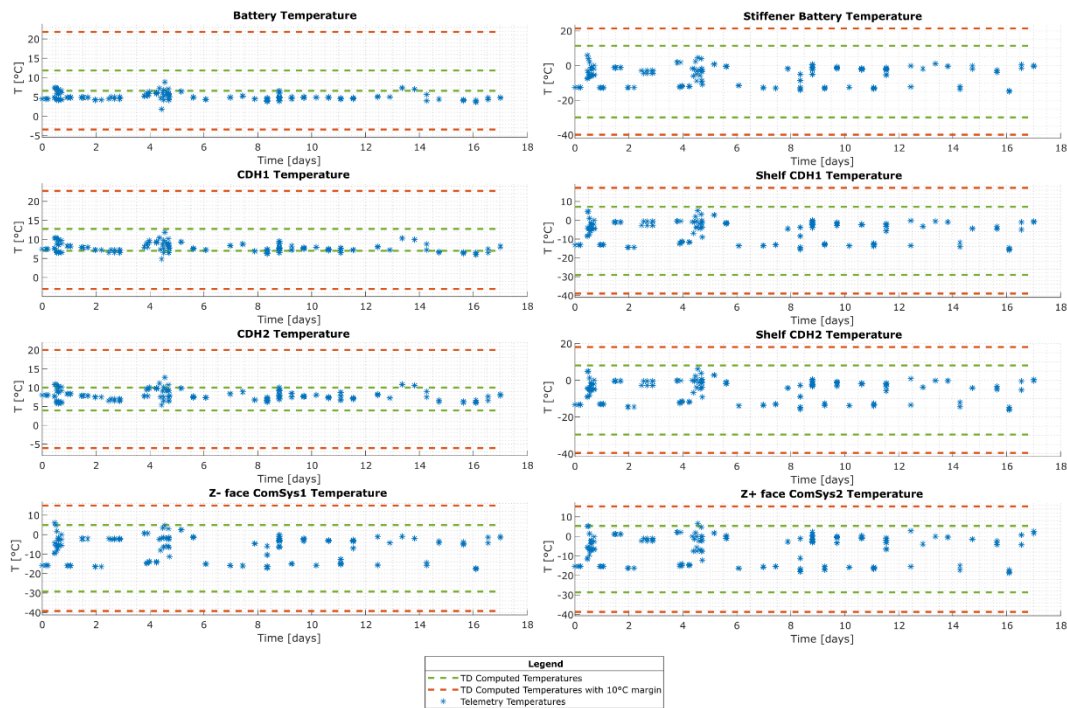 Battery Temperature
T [°C]
20
15
10
5
0
-5
0 2 4 6 8 10 12 14 16 18
Time [days]
Stiffener Battery Temperature
T [°C]
20
0
-20
-40
0 2 4 6 8 10 12 14 16 18
Time [days]
CDH1 Temperature
T [°C]
20
15
10
5
0
0 2 4 6 8 10 12 14 16 18
Time [days]
Shelf CDH1 Temperature
T [°C]
10
0
-10
-20
-30
-40
0 2 4 6 8 10 12 14 16 18
Time [days]
CDH2 Temperature
T [°C]
20
15
10
5
0
-5
0 2 4 6 8 10 12 14 16 18
Time [days]
Shelf CDH2 Temperature
T [°C]
20
0
-20
-40
0 2 4 6 8 10 12 14 16 18
Time [days]
Z- face ComSys1 Temperature
T [°C]
10
0
-10
-20
-30
-40
0 2 4 6 8 10 12 14 16 18
Time [days]
Z+ face ComSys2 Temperature
T [°C]
10
0
-10
-20
-30
-40
0 2 4 6 8 10 12 14 16 18
Time [days]
Legend
TD Computed Temperatures
TD Computed Temperatures with 10°C margin
Telemetry Temperatures